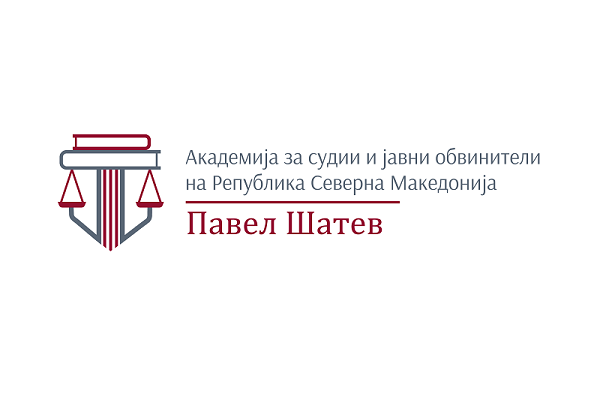 Академија за судии и јавни обвинители
на Република Северна Македонија
Павел Шатев